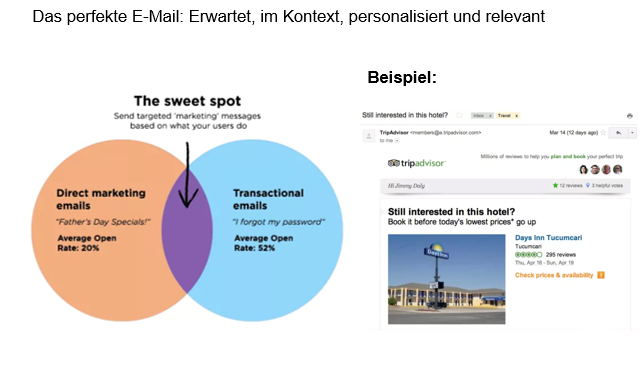 Das perfekte E-Mail: Erwartet, im Kontext, personalisiert und relevant
The sweet spot
Send targeted 'marketing' messages
based on what your users do
Direct marketing
emails
"Father's Day Specials!"
Average Open
Rate: 20%
Transactional
emails
"I forgot my password"
Average Open
Rate: 52%
Beispiel:
Still interested in this hotel?
Inbox x
Travel x
TripAdvisor <members@e.tripadvisor.com>
Mar 14 (12 days ago)
to me
tripadvisor
Millions of reviews to help you plan and book your perfect trip
Hi Jimmy Daly
12 reviews
3 helpful votes
Still interested in this hotel?
Book it before today's lowest prices* go up
Days Inn
Days Inn Tucumcari
Tucumcari
295 reviews
Thu, Apr 16 - Sun, Apr 19
Check prices & availability